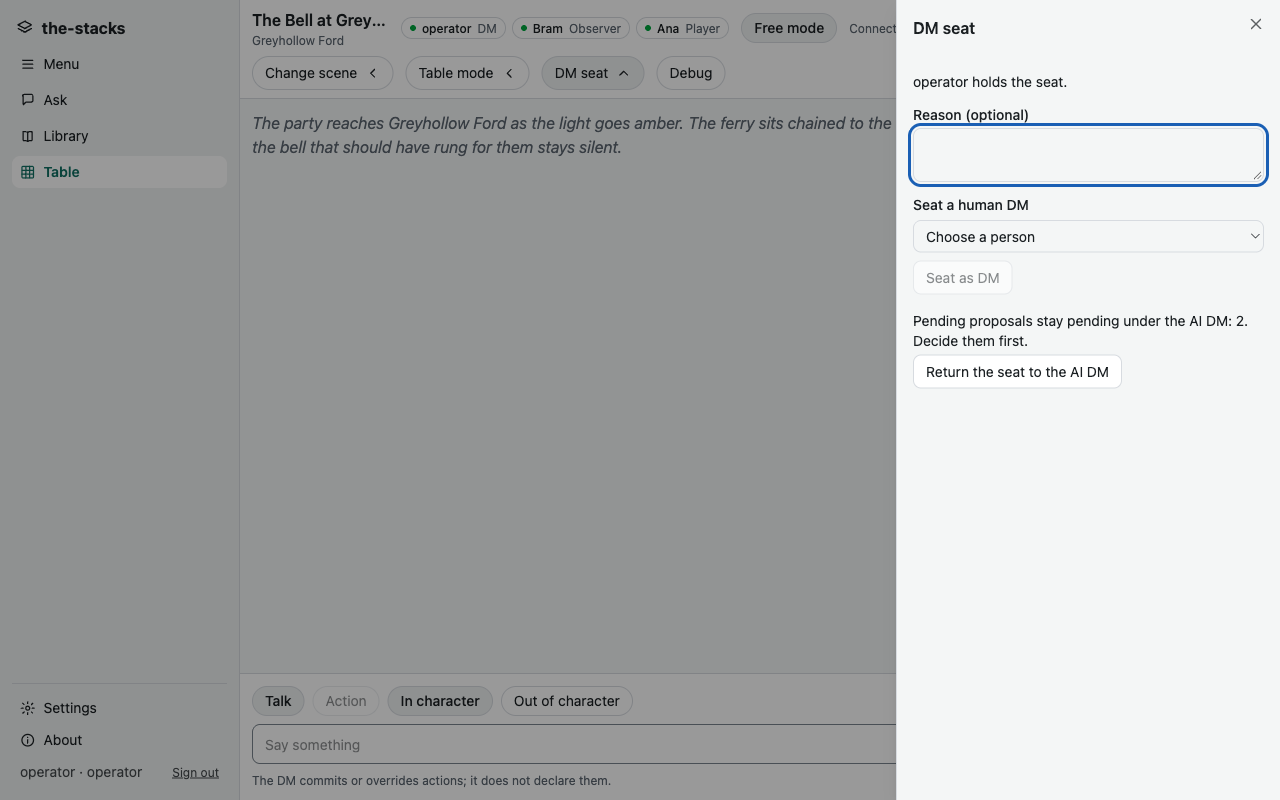 the-stacks
Menu
Ask
Library
Table
Settings
About
operator · operator
Sign out
The Bell at Grey...
Greyhollow Ford
operator DM
Bram Observer
Ana Player
Free mode
Connect
Change scene
Table mode
DM seat
Debug
The party reaches Greyhollow Ford as the light goes amber. The ferry sits chained to the
the bell that should have rung for them stays silent.
Talk
Action
In character
Out of character
Say something
The DM commits or overrides actions; it does not declare them.
DM seat
operator holds the seat.
Reason (optional)
Seat a human DM
Choose a person
Seat as DM
Pending proposals stay pending under the AI DM: 2.
Decide them first.
Return the seat to the AI DM